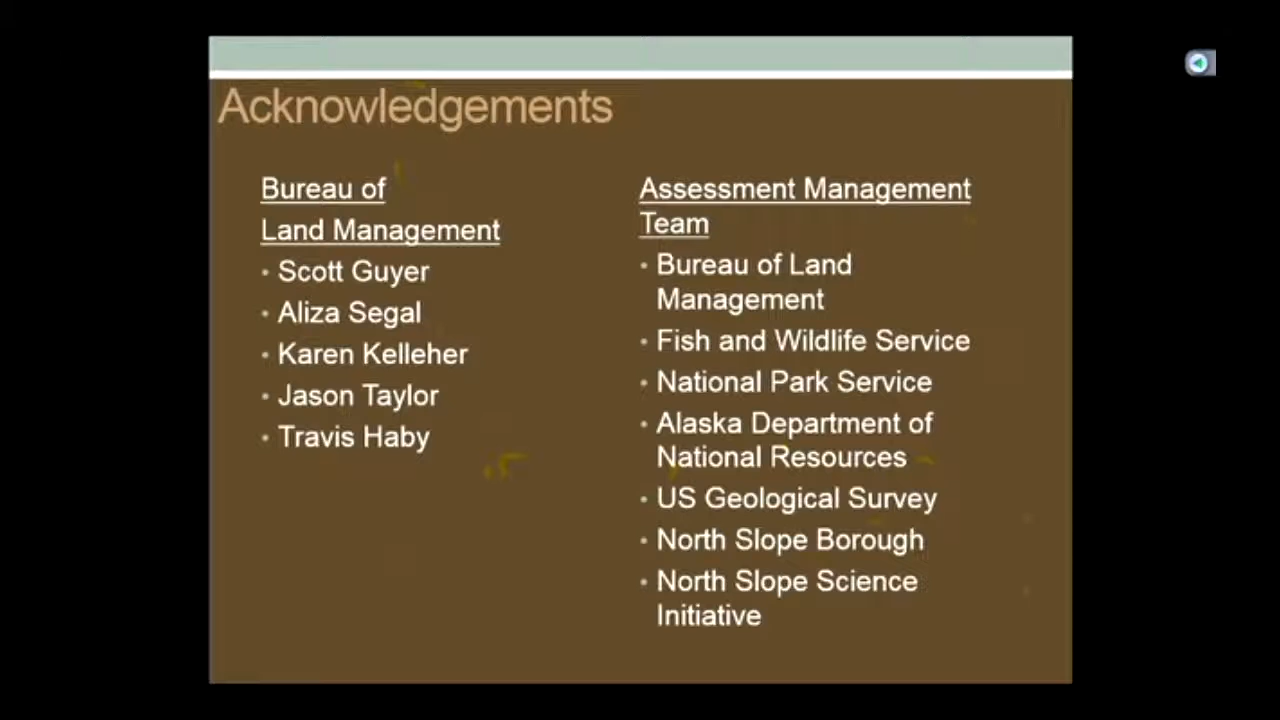 Acknowledgements
Bureau of
Land Management
• Scott Guyer
• Aliza Segal
• Karen Kelleher
• Jason Taylor
• Travis Haby
Assessment Management
Team
• Bureau of Land
Management
• Fish and Wildlife Service
• National Park Service
• Alaska Department of
National Resources
• US Geological Survey
• North Slope Borough
• North Slope Science
Initiative